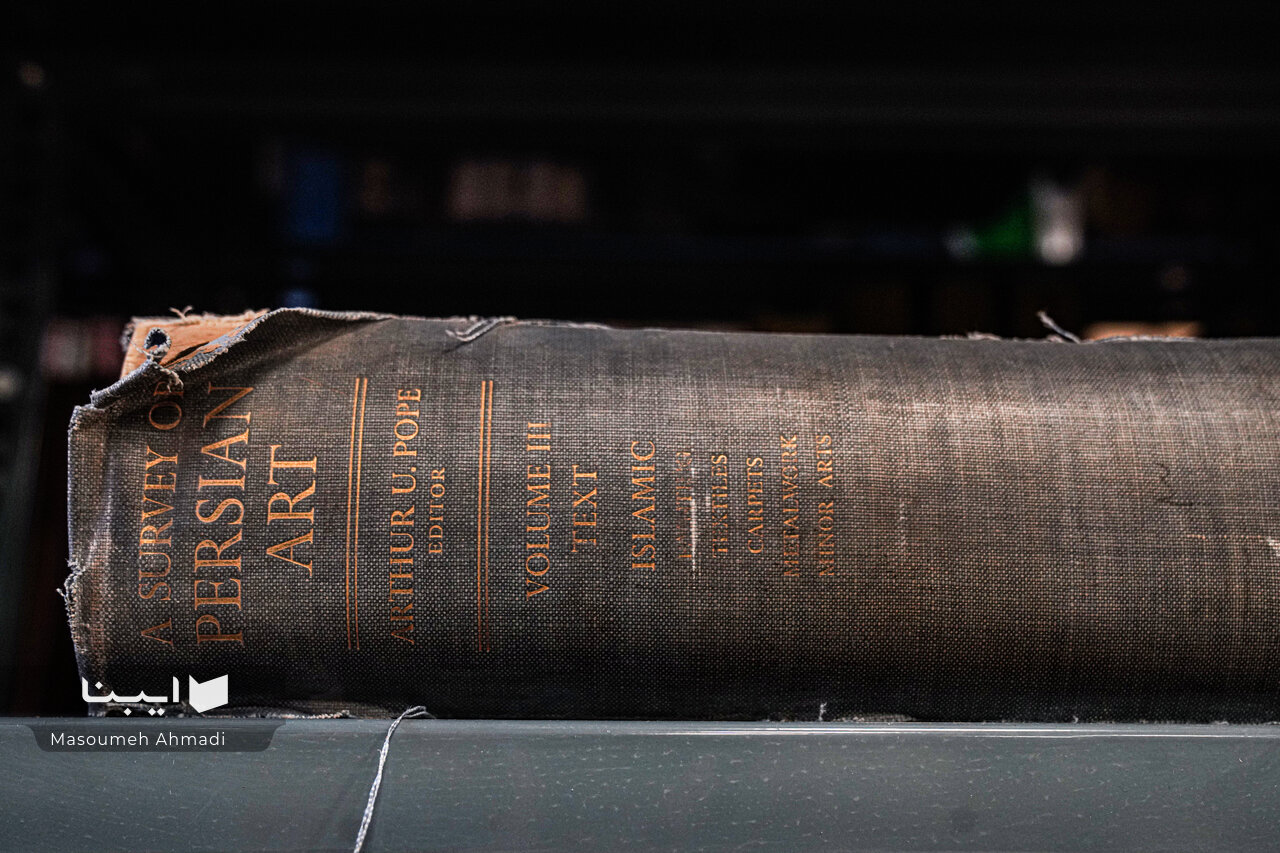 A SURVEY OF
PERSIAN
ART
ARTHUR U. POPE
EDITOR
VOLUME III
TEXT
ISLAMIC
TEXTILES
CARPETS
METALWORK
MINOR ARTS
ایبنا
Masoumeh Ahmadi